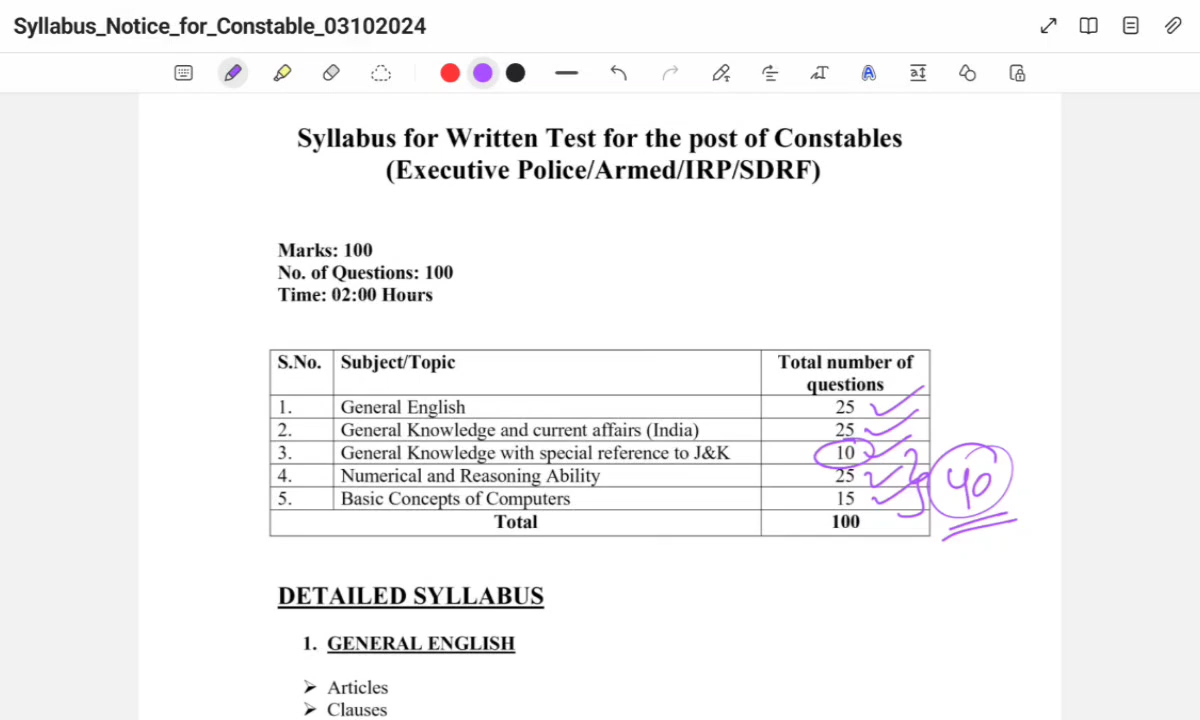 Syllabus_Notice_for_Constable_03102024
Syllabus for Written Test for the post of Constables
(Executive Police/Armed/IRP/SDRF)
Marks: 100
No. of Questions: 100
Time: 02:00 Hours
S.No. Subject/Topic Total number of questions
1. General English 25
2. General Knowledge and current affairs (India) 25
3. General Knowledge with special reference to J&K 10
4. Numerical and Reasoning Ability 25
5. Basic Concepts of Computers 15
40
Total 100
DETAILED SYLLABUS
1. GENERAL ENGLISH
➢ Articles
➢ Clauses